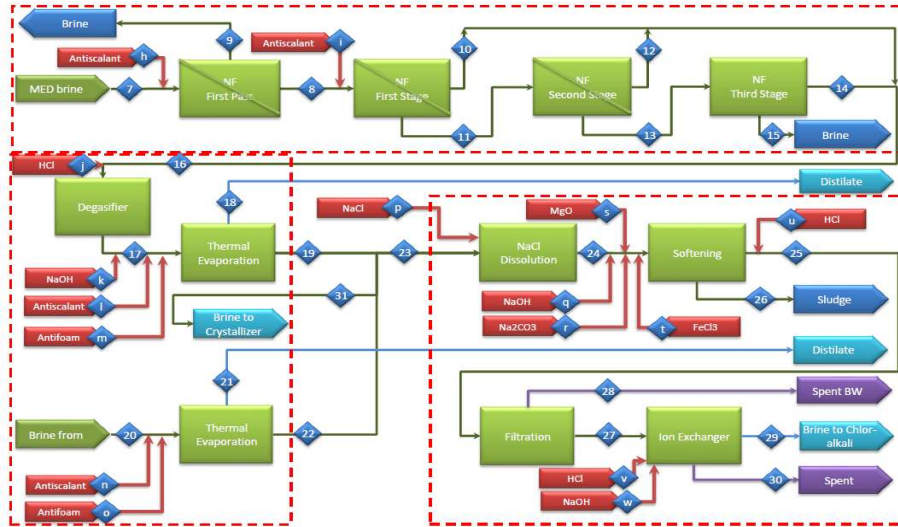 Brine
9
Antiscalant
h
Antiscalant
i
10
12
MED brine
7
NF
First Pass
8
NF
First Stage
NF
Second Stage
NF
Third Stage
14
11
13
15
Brine
HCl
j
16
Degasifier
18
Distilate
NaCl
p
MgO
s
u
HCl
17
Thermal
Evaporation
19
23
NaCl
Dissolution
24
Softening
25
NaOH
k
Antiscalant
l
Antifoam
m
31
Brine to
Crystallizer
NaOH
q
Na2CO3
r
t
FeCl3
26
Sludge
21
Distilate
28
Spent BW
Brine from
20
Thermal
Evaporation
22
Filtration
27
Ion Exchanger
29
Brine to Chlor-
alkali
Antiscalant
n
Antifoam
o
HCl
v
NaOH
w
30
Spent